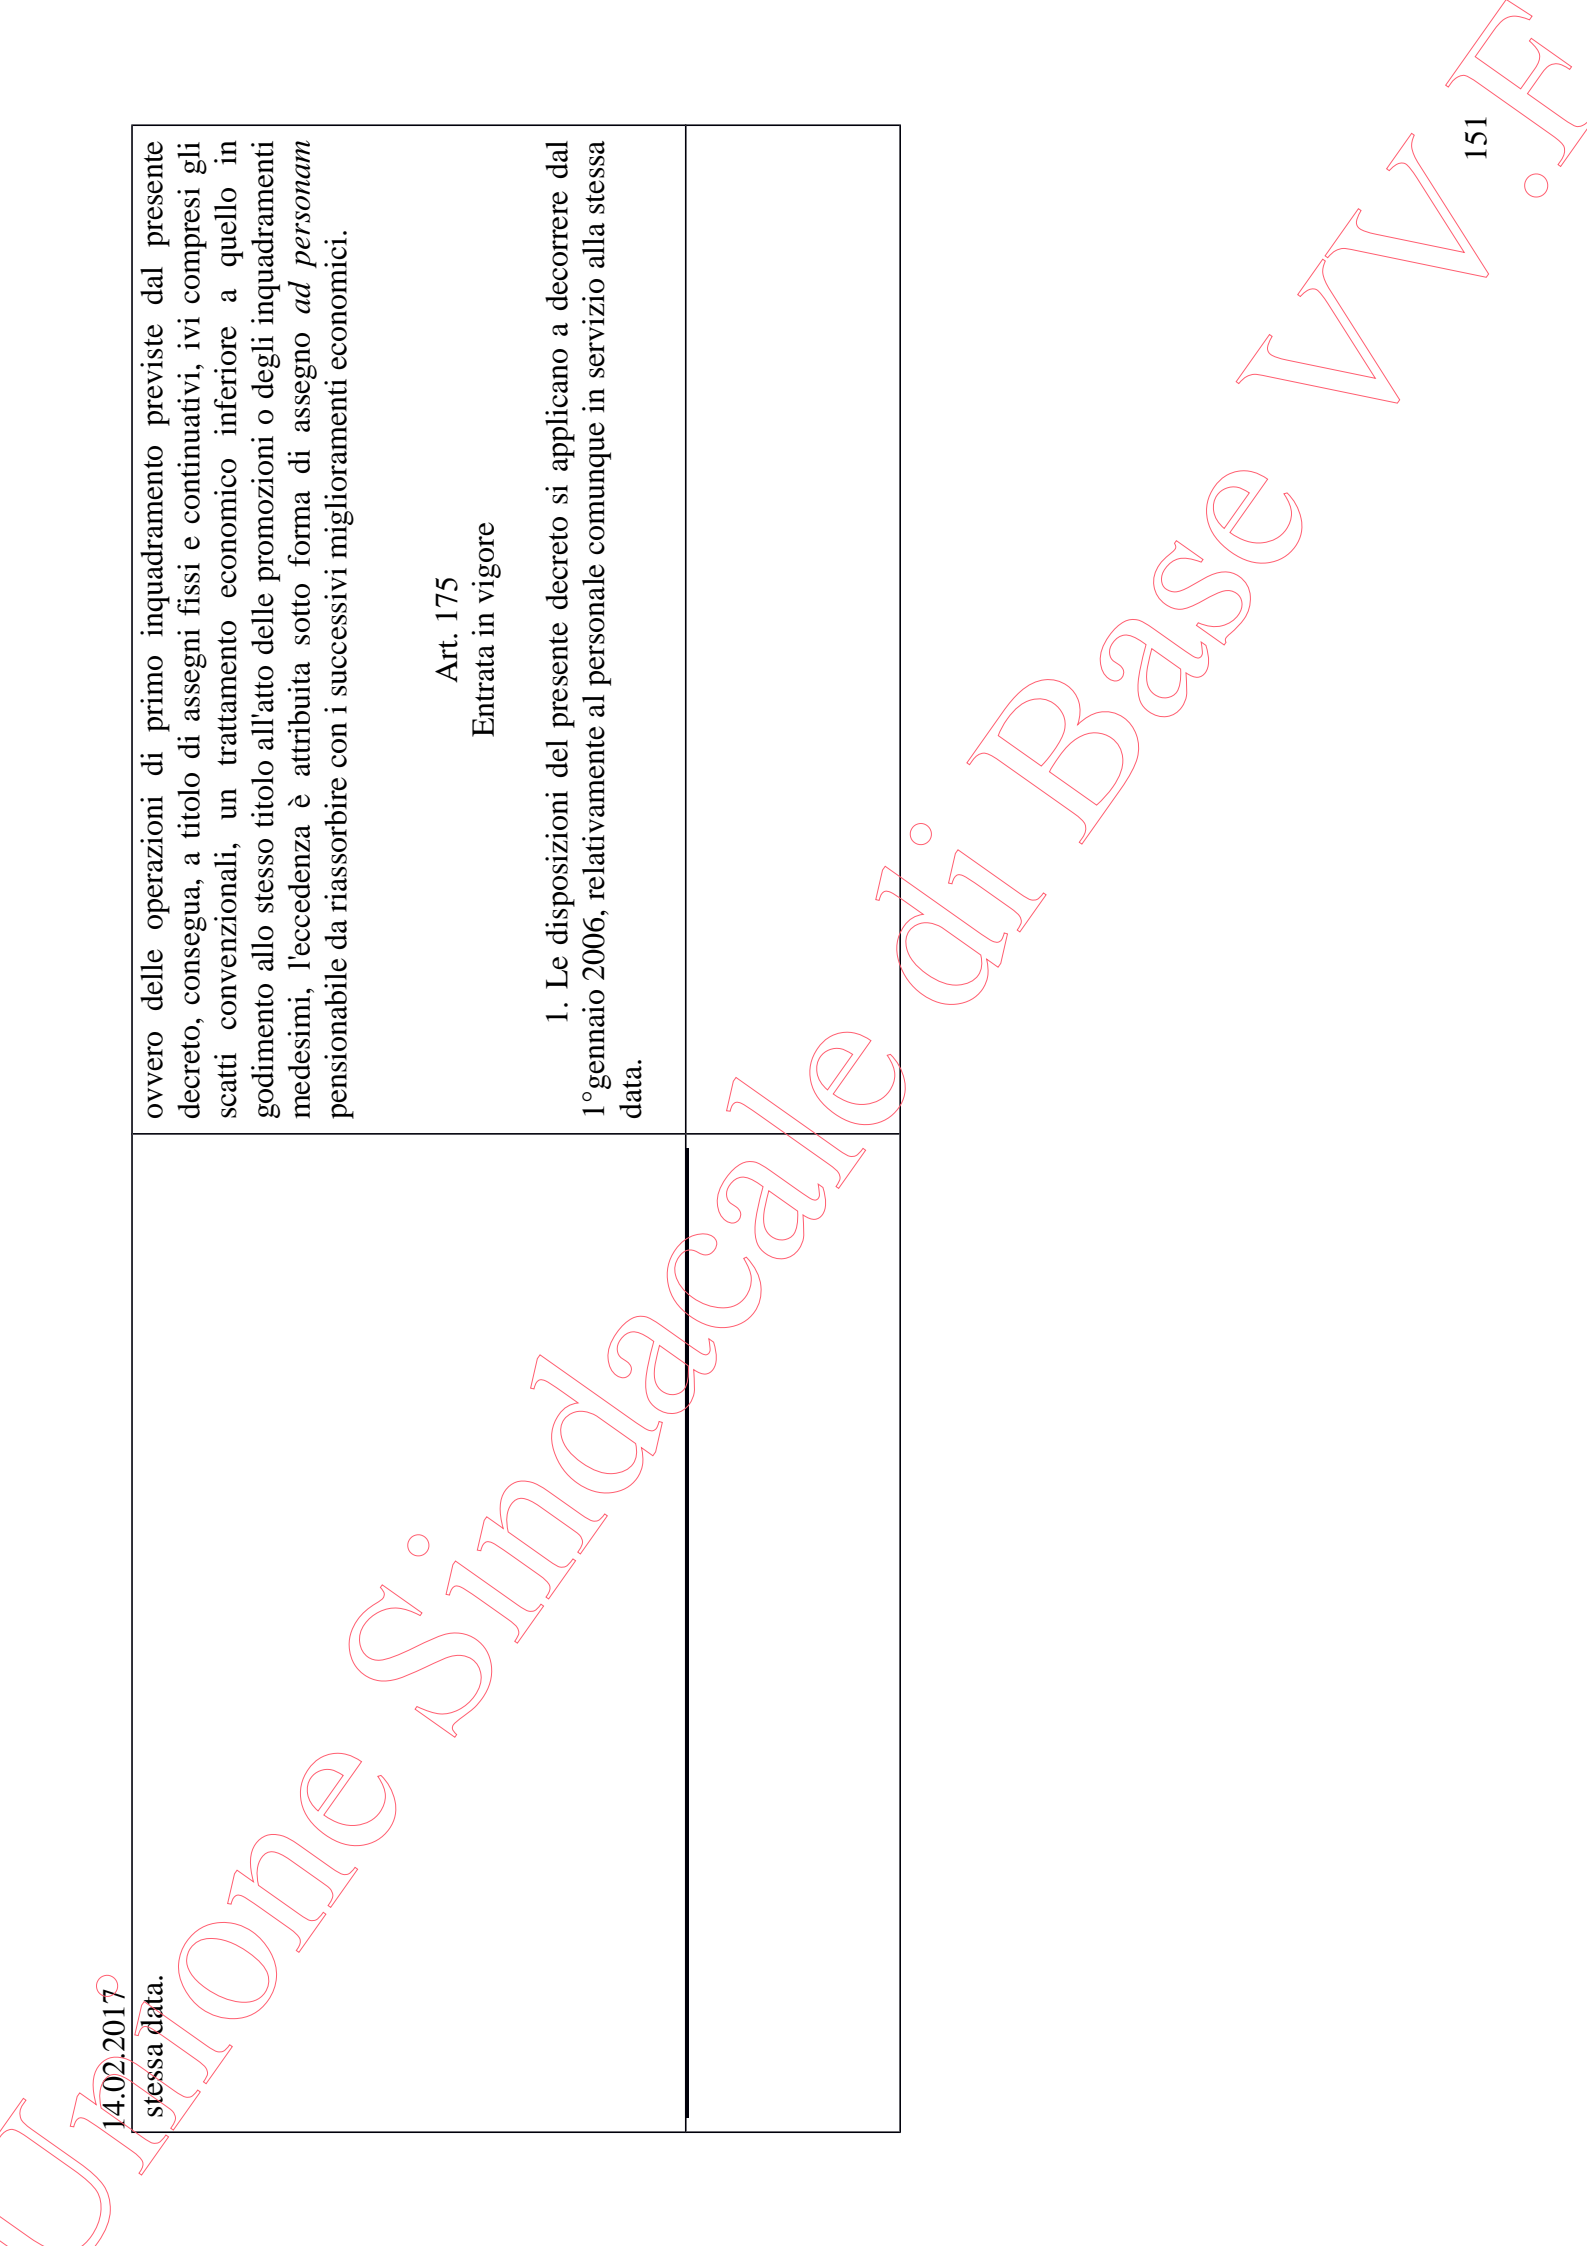 14.02.2017
stessa data.
ovvero delle operazioni di primo inquadramento previste dal presente
decreto, consegua, a titolo di assegni fissi e continuativi, ivi compresi gli
scatti convenzionali, un trattamento economico inferiore a quello in
godimento allo stesso titolo all'atto delle promozioni o degli inquadramenti
medesimi, l'eccedenza è attribuita sotto forma di assegno ad personam
pensionabile da riassorbire con i successivi miglioramenti economici.
Art. 175
Entrata in vigore
1. Le disposizioni del presente decreto si applicano a decorrere dal
1°gennaio 2006, relativamente al personale comunque in servizio alla stessa
data.
151
Unione Sindacale di Base VV.F